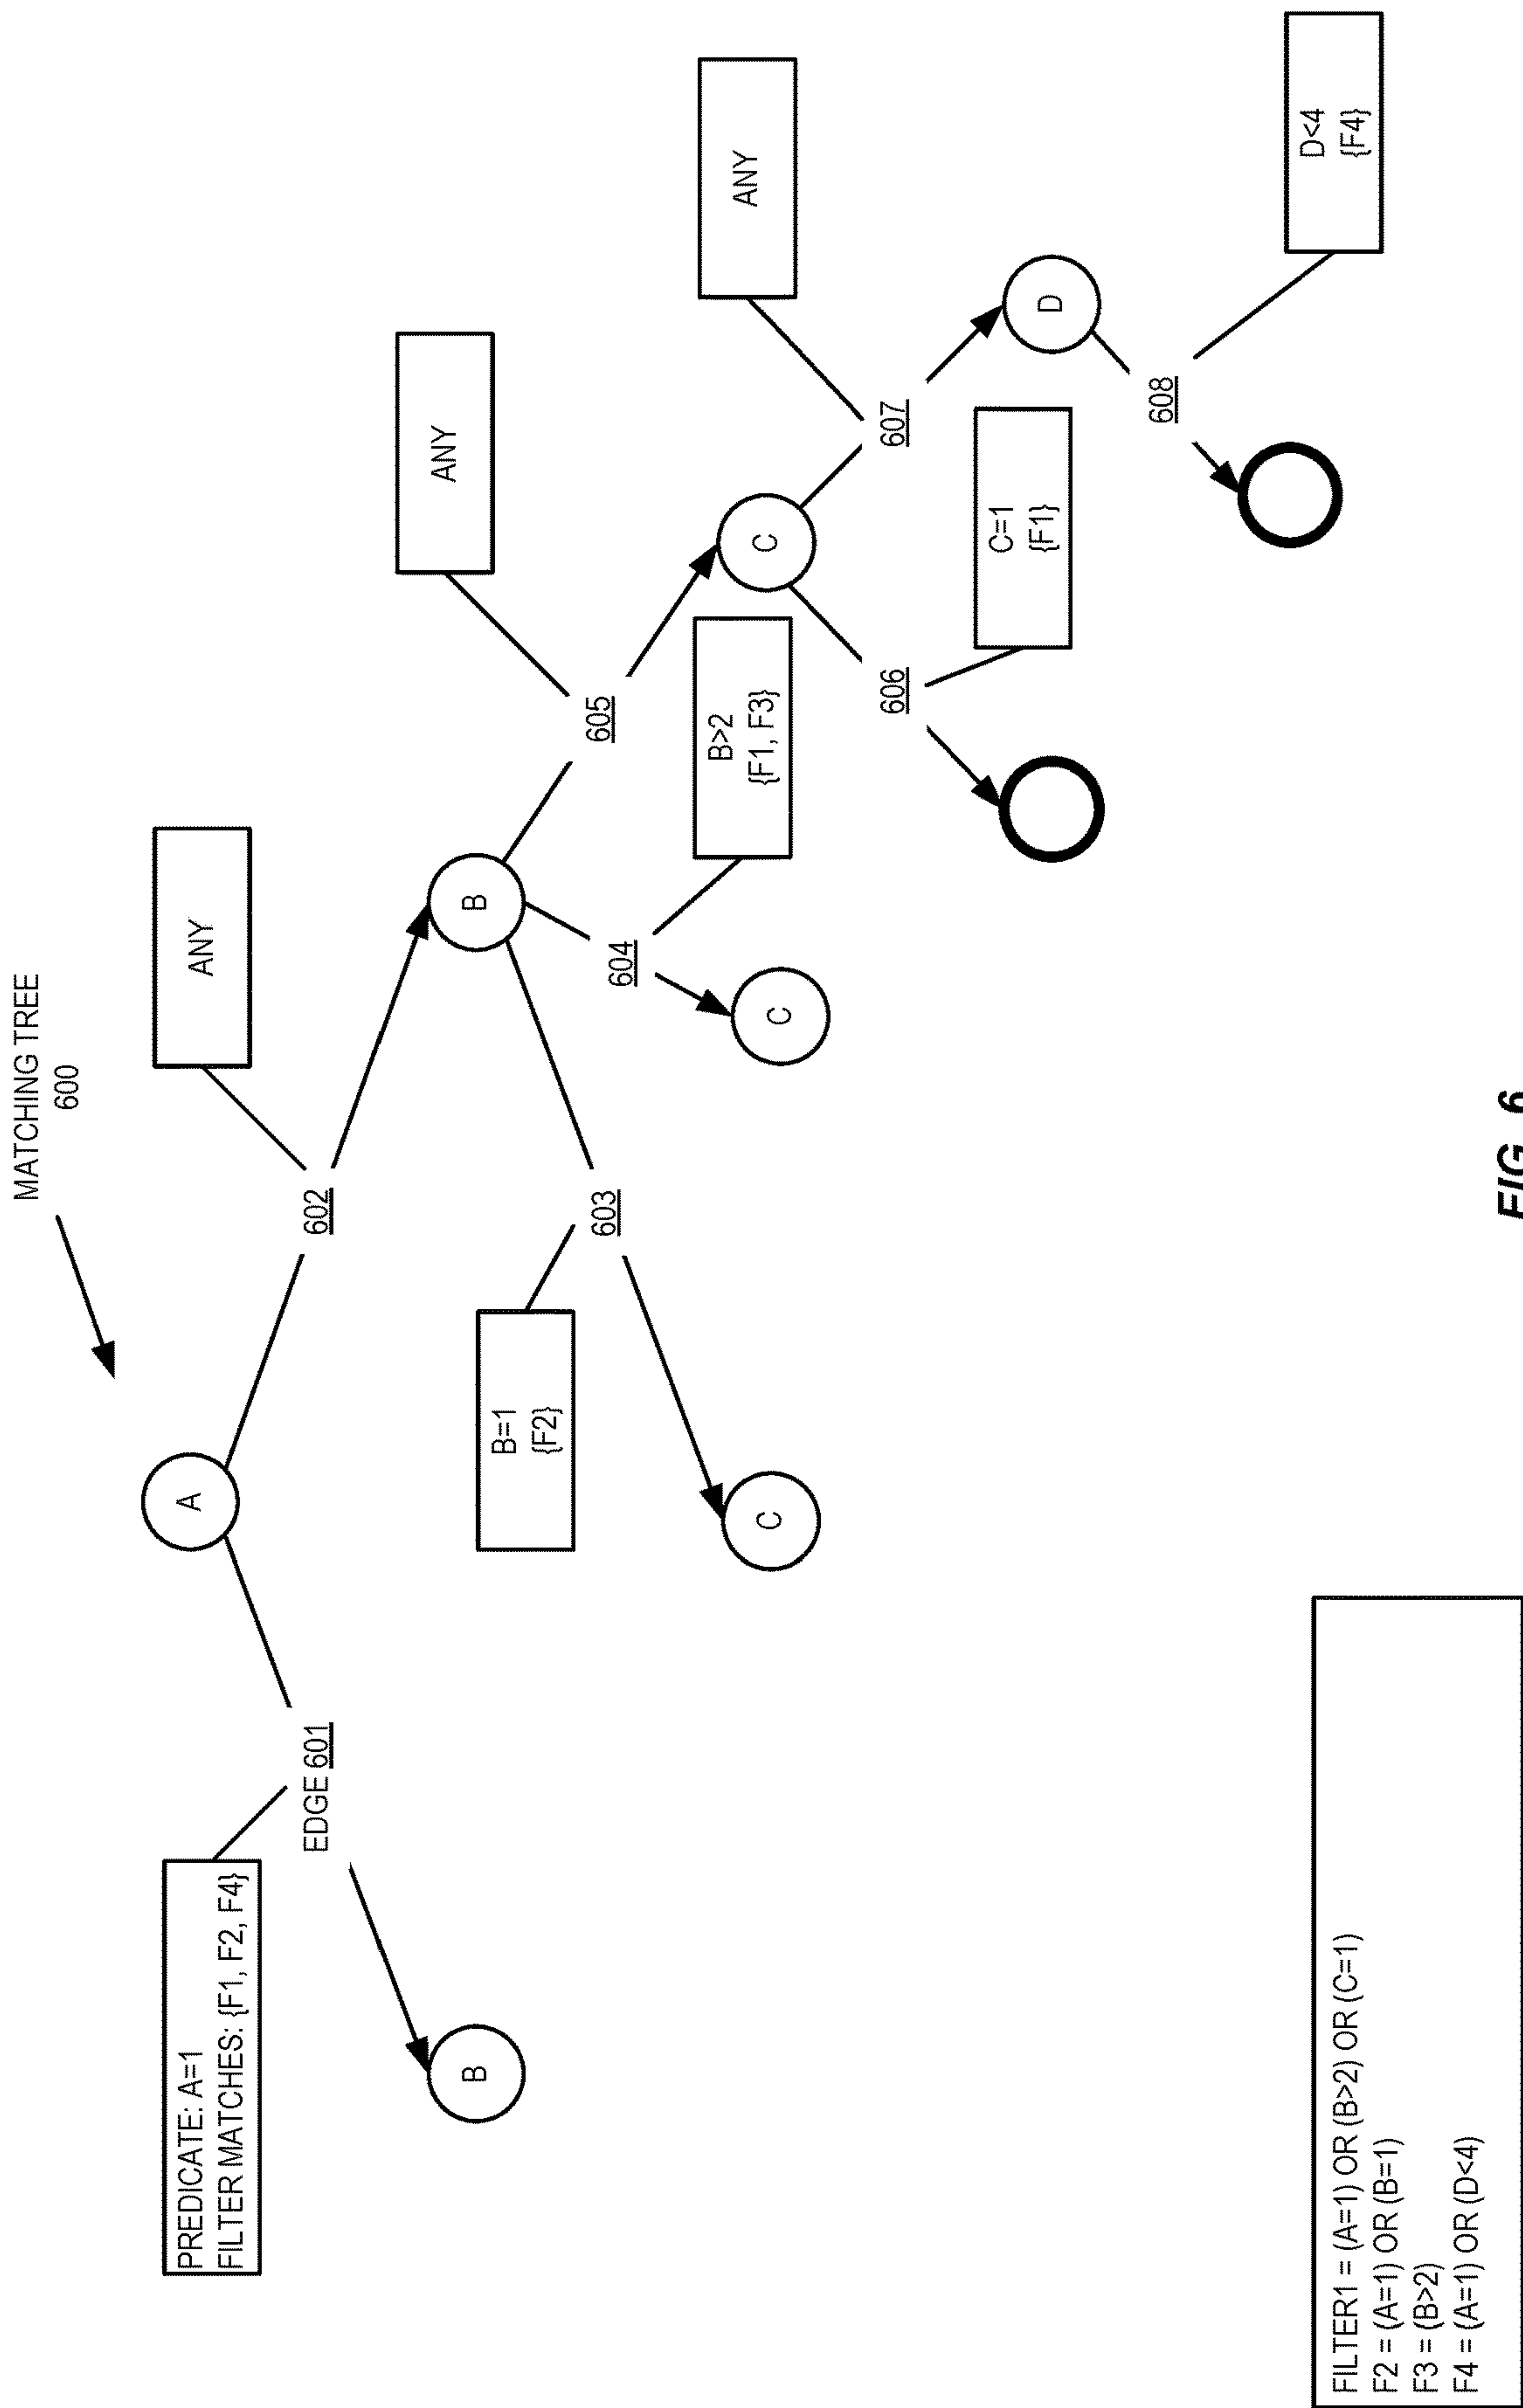 MATCHING TREE
600
A
PREDICATE: A=1
FILTER MATCHES: {F1, F2, F4}
EDGE 601
602
ANY
B
B
B=1
{F2}
603
604
605
ANY
C
C
B>2
{F1, F3}
C
ANY
606
607
C=1
{F1}
D
608
D<4
{F4}
FILTER1 = (A=1) OR (B>2) OR (C=1)
F2 = (A=1) OR (B=1)
F3 = (B>2)
F4 = (A=1) OR (D<4)
FIG. 6